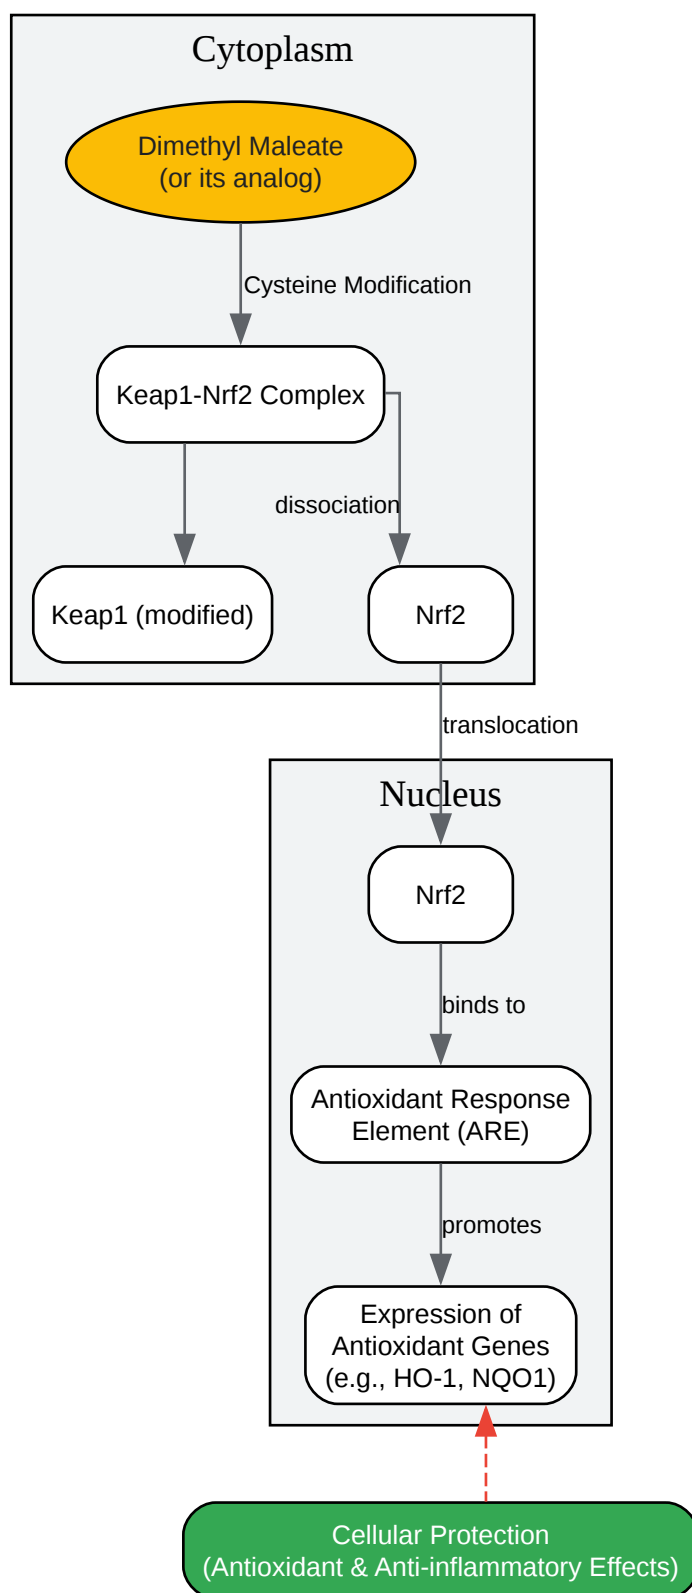 Cytoplasm
Dimethyl Maleate
(or its analog)
Cysteine Modification
Keap1-Nrf2 Complex
dissociation
Keap1 (modified)
Nrf2
translocation
Nucleus
Nrf2
binds to
Antioxidant Response
Element (ARE)
promotes
Expression of
Antioxidant Genes
(e.g., HO-1, NQO1)
Cellular Protection
(Antioxidant & Anti-inflammatory Effects)